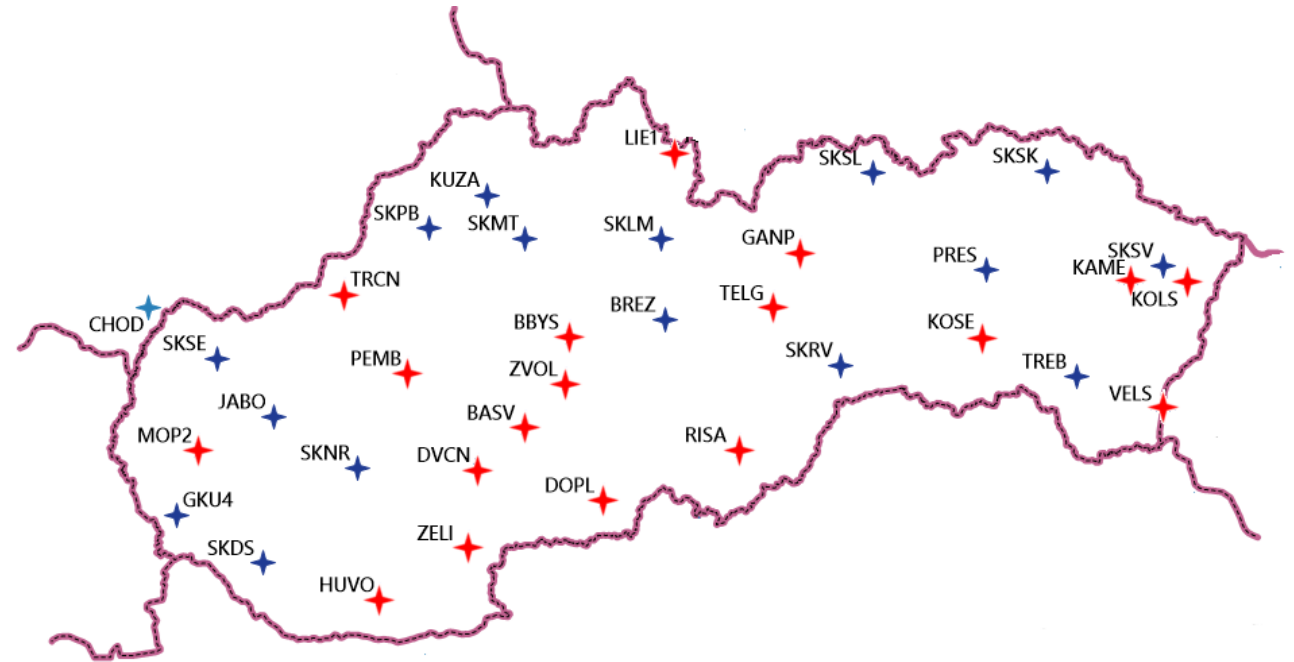 LIE1
SKSL
SKSK
KUZA
SKPB
SKMT
SKLM
GANP
PRES
SKSV
KAME
KOLS
TRCN
TELG
BREZ
CHOD
BBYS
KOSE
SKSE
PEMB
ZVOL
SKRV
TREB
VELS
JABO
BASV
MOP2
SKNR
DVCN
RISA
DOPL
GKU4
ZELI
SKDS
HUVO